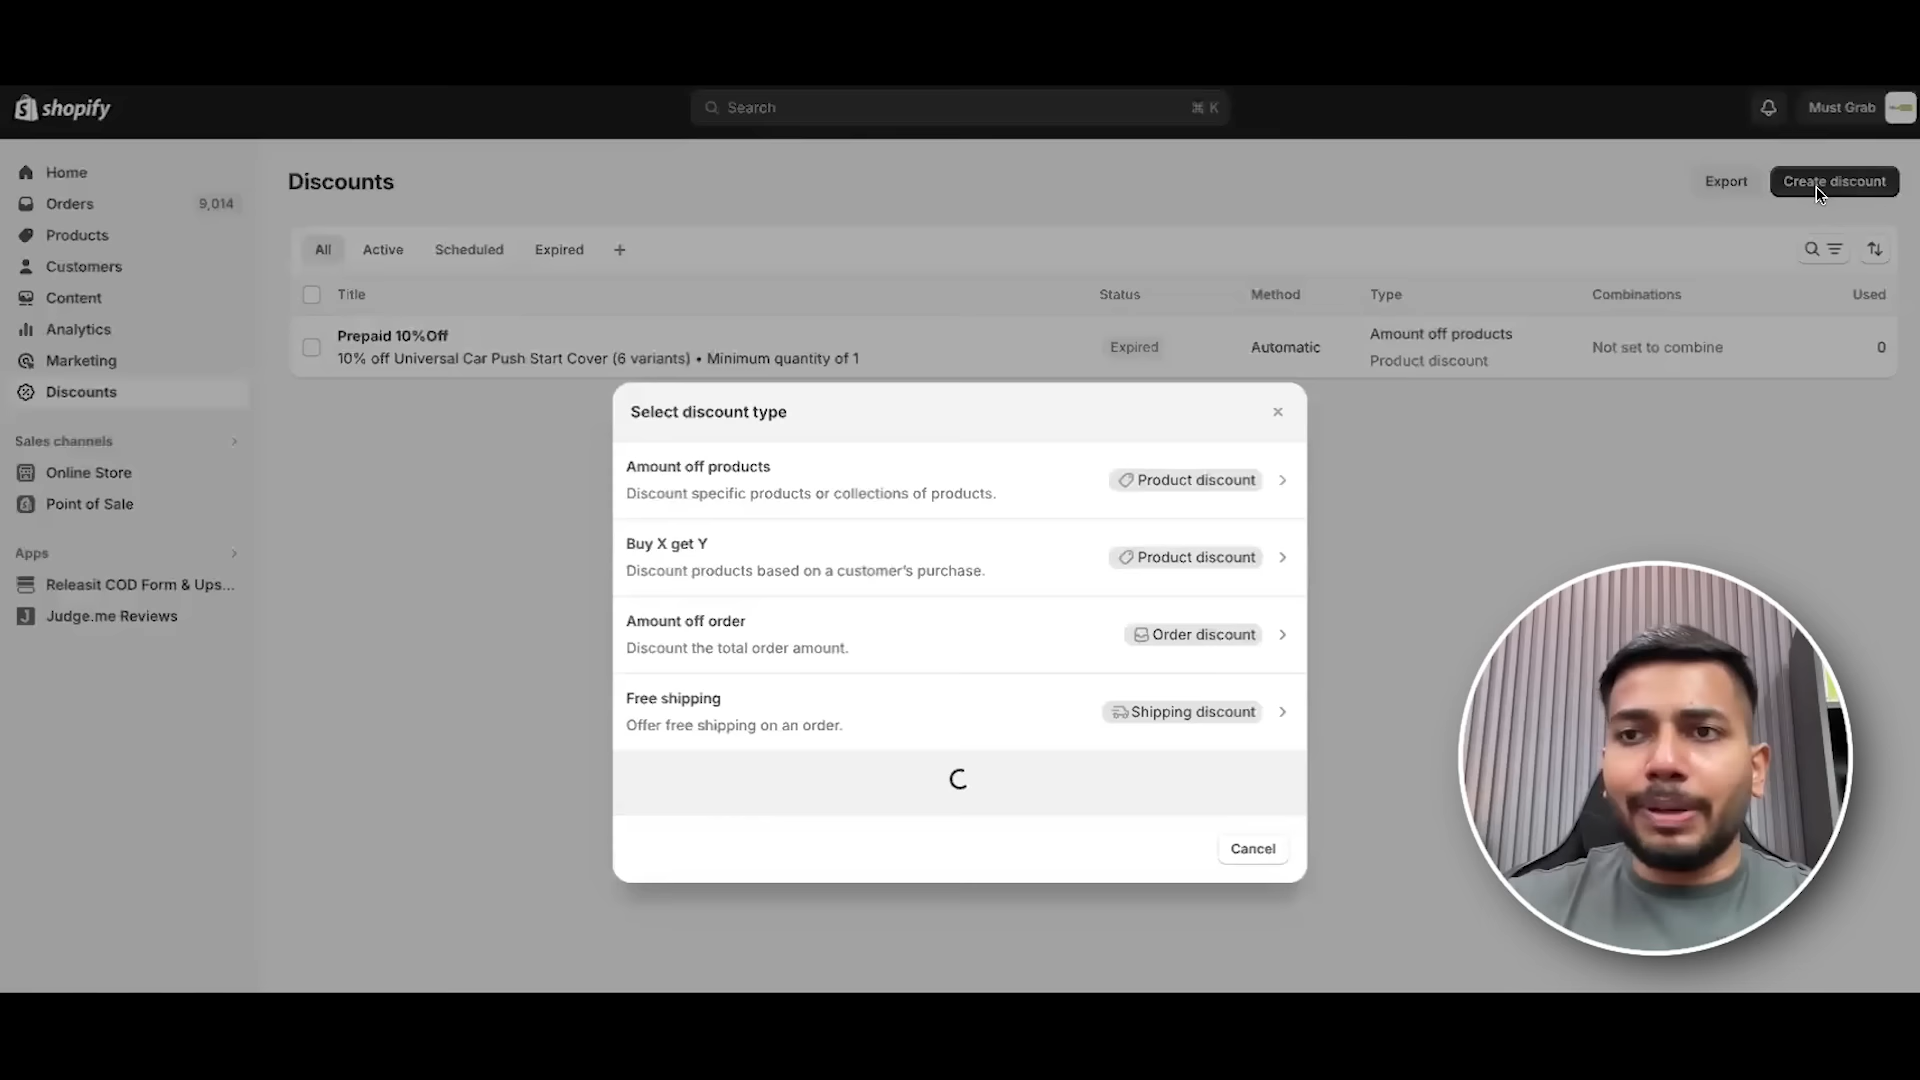 shopify
Search
⌘ K
Must Grab
Home
Orders 9,014
Products
Customers
Content
Analytics
Marketing
Discounts
Sales channels
Online Store
Point of Sale
Apps
Releasit COD Form & Ups...
Judge.me Reviews
Discounts
Export
Create discount
All Active Scheduled Expired +
Title Status Method Type Combinations Used
Prepaid 10%Off
10% off Universal Car Push Start Cover (6 variants) • Minimum quantity of 1
Expired
Automatic
Amount off products
Product discount
Not set to combine
0
Select discount type
Amount off products
Discount specific products or collections of products.
Product discount
Buy X get Y
Discount products based on a customer's purchase.
Product discount
Amount off order
Discount the total order amount.
Order discount
Free shipping
Offer free shipping on an order.
Shipping discount
Cancel